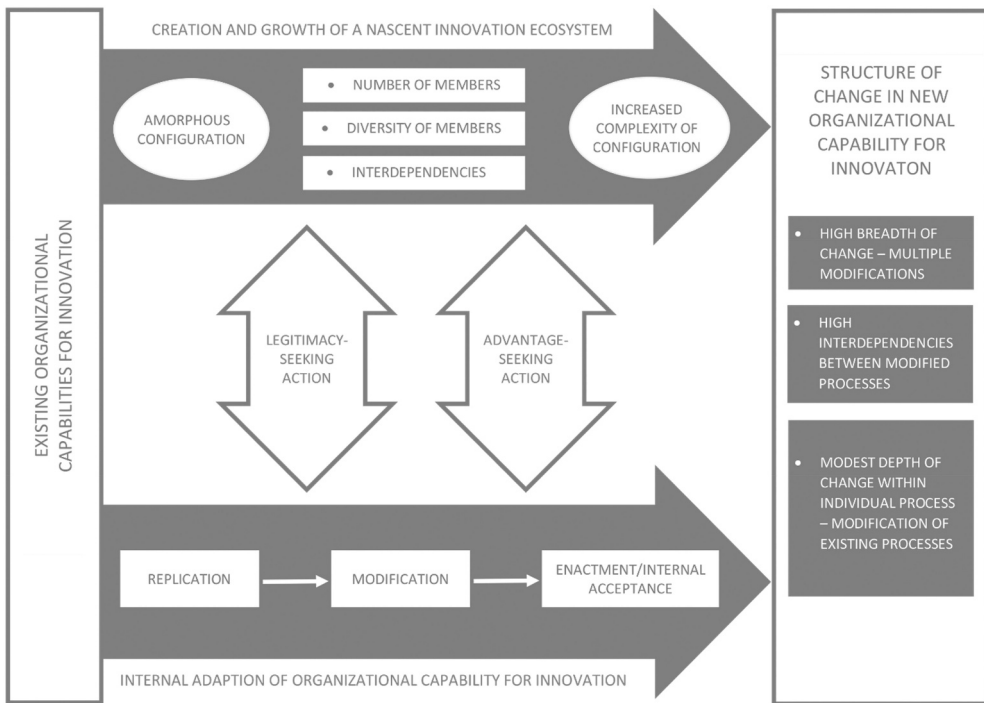 CREATION AND GROWTH OF A NASCENT INNOVATION ECOSYSTEM
AMORPHOUS
CONFIGURATION
• NUMBER OF MEMBERS
• DIVERSITY OF MEMBERS
• INTERDEPENDENCIES
INCREASED
COMPLEXITY OF
CONFIGURATION
EXISTING ORGANIZATIONAL
CAPABILITIES FOR INNOVATION
LEGITIMACY-
SEEKING
ACTION
ADVANTAGE-
SEEKING
ACTION
REPLICATION
MODIFICATION
ENACTMENT/INTERNAL
ACCEPTANCE
INTERNAL ADAPTION OF ORGANIZATIONAL CAPABILITY FOR INNOVATION
STRUCTURE OF
CHANGE IN NEW
ORGANIZATIONAL
CAPABILITY FOR
INNOVATON
• HIGH BREADTH OF
CHANGE – MULTIPLE
MODIFICATIONS
• HIGH
INTERDEPENDENCIES
BETWEEN MODIFIED
PROCESSES
• MODEST DEPTH OF
CHANGE WITHIN
INDIVIDUAL PROCESS
– MODIFICATION OF
EXISTING PROCESSES